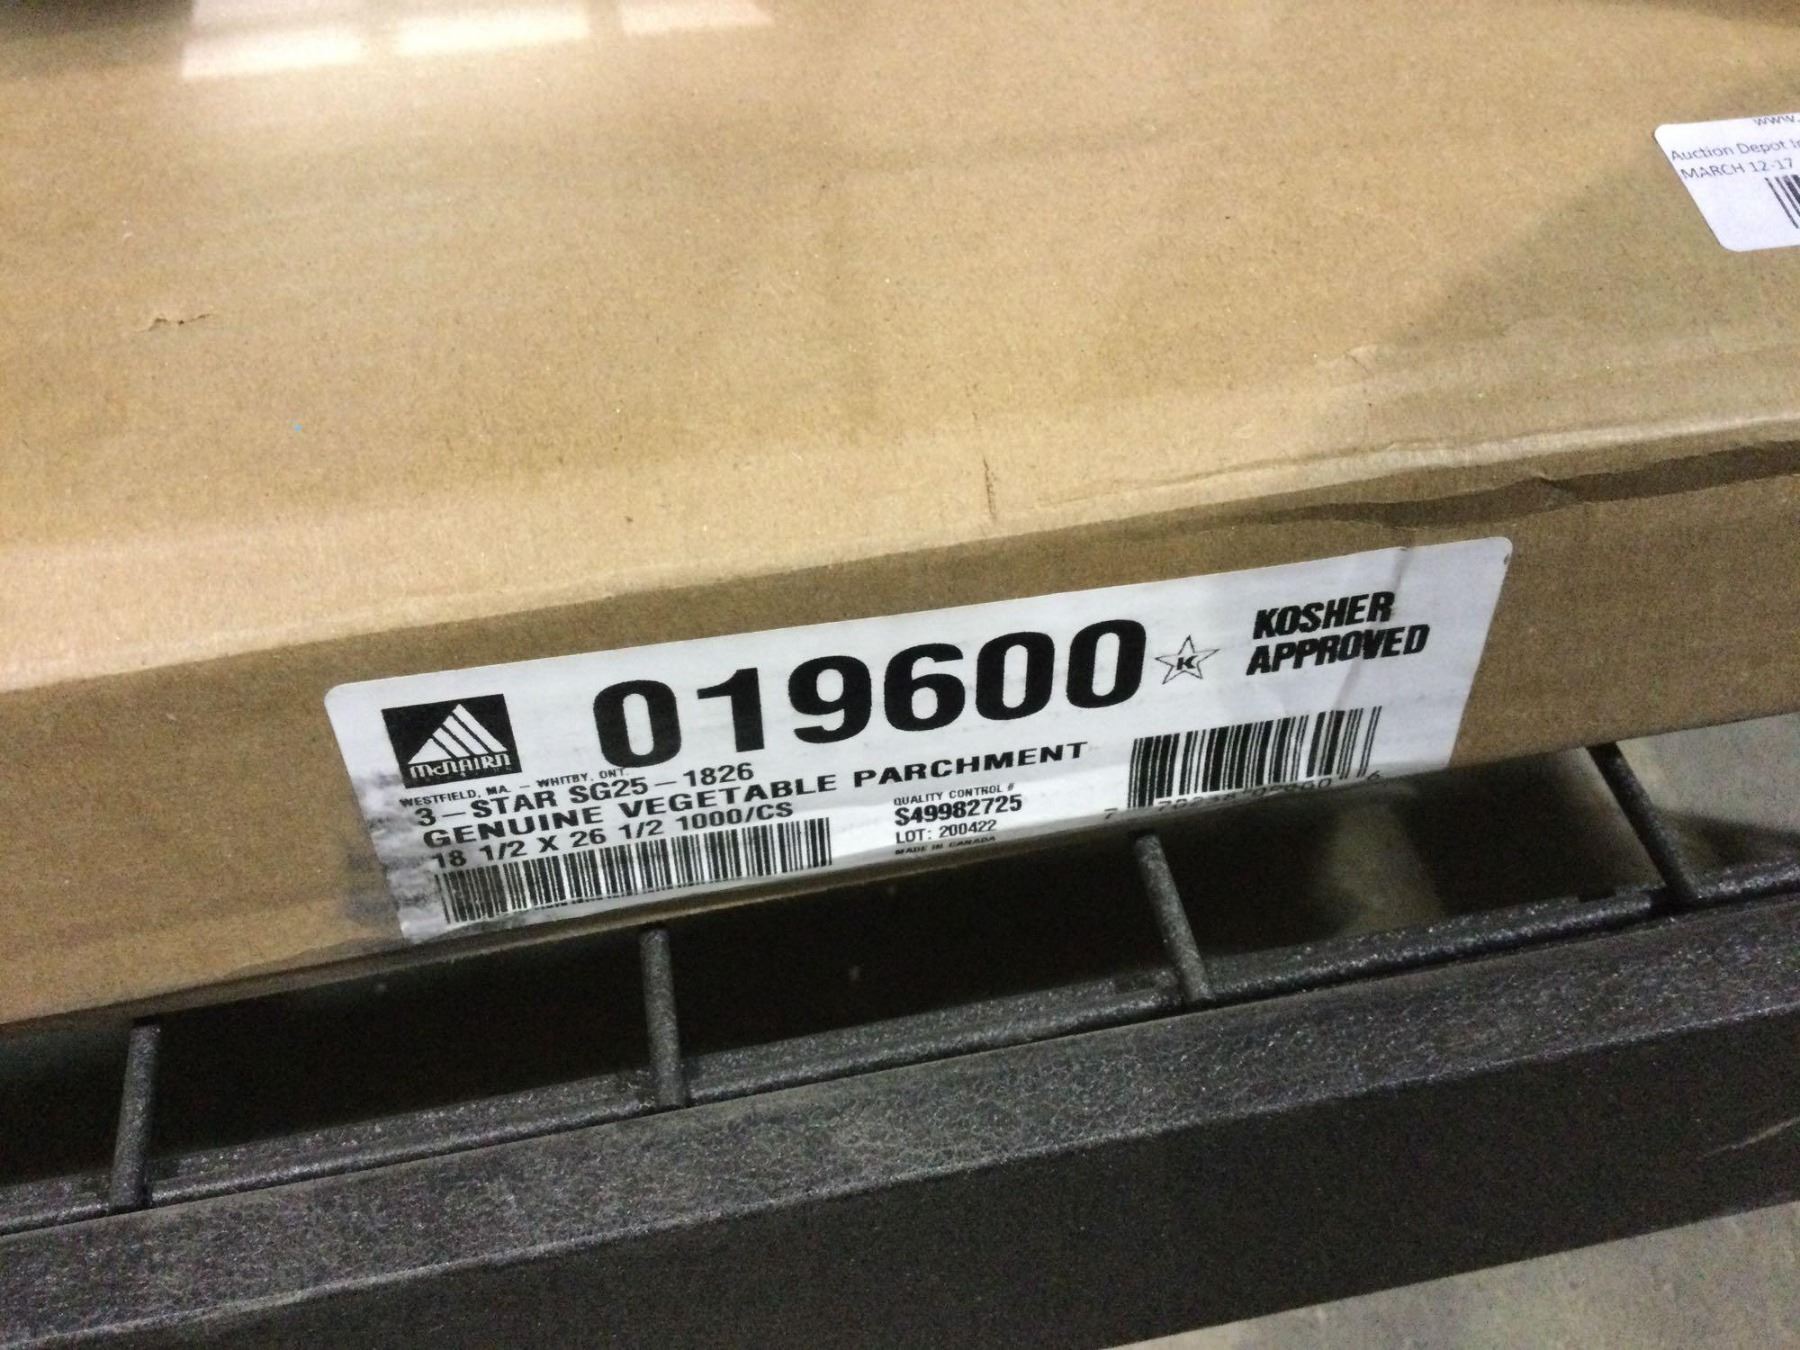 Auction Depot
MARCH 12-17
McNAIRN
019600
K
KOSHER
APPROVED
WESTFIELD, MA. - WHITBY, ONT.
3-STAR SG25-1826
GENUINE VEGETABLE PARCHMENT
18 1/2 X 26 1/2 1000/CS
QUALITY CONTROL #
S49982725
LOT: 200422
MADE IN CANADA